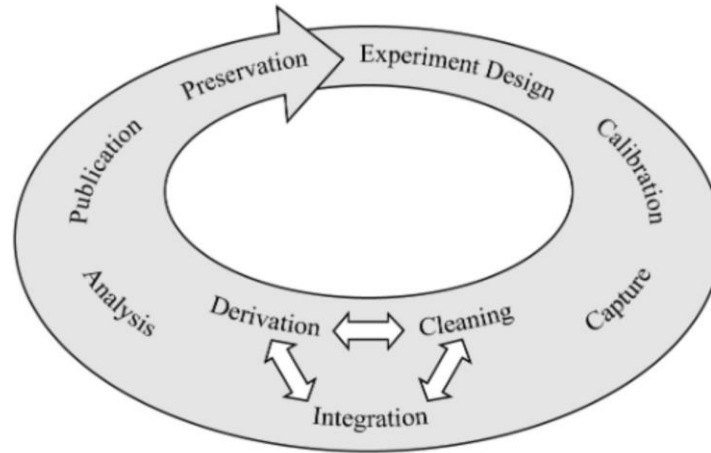 Preservation
Experiment Design
Calibration
Capture
Cleaning
Integration
Derivation
Analysis
Publication